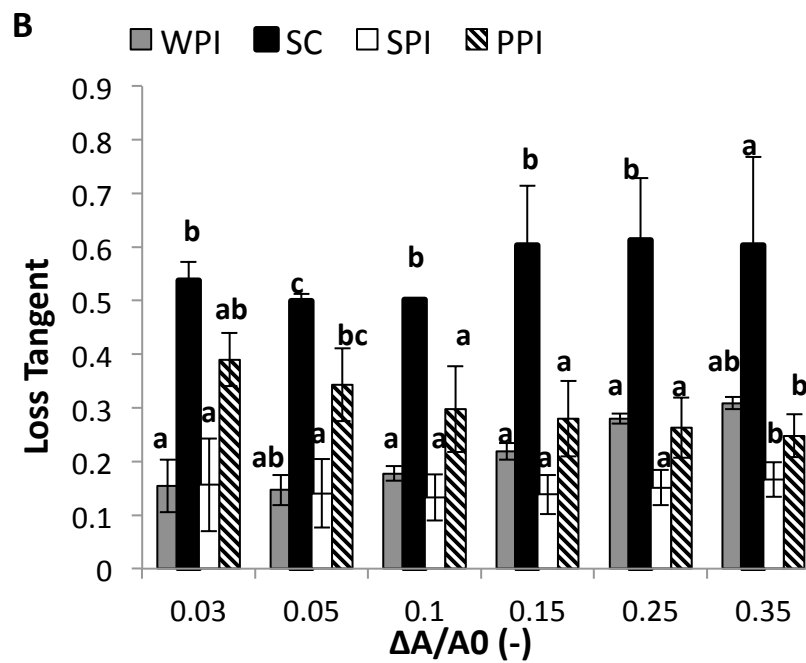 B
WPI SC SPI PPI
Loss Tangent
0.9
0.8
0.7
0.6
0.5
0.4
0.3
0.2
0.1
0
a b a ab
ab c a bc
a b a a
a b a a
a b a a
ab a b b
0.03 0.05 0.1 0.15 0.25 0.35
ΔA/A0 (-)